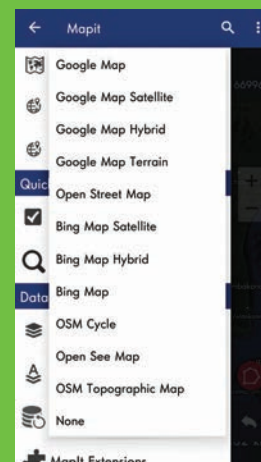 Mapit
Google Map
Google Map Satellite
Google Map Hybrid
Google Map Terrain
Quic
Open Street Map
Bing Map Satellite
Bing Map Hybrid
Data
Bing Map
OSM Cycle
Open See Map
OSM Topographic Map
None
MapIt Extensions